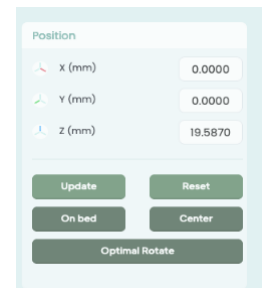 Position
X (mm) 0.0000
Y (mm) 0.0000
Z (mm) 19.5870
Update Reset
On bed Center
Optimal Rotate